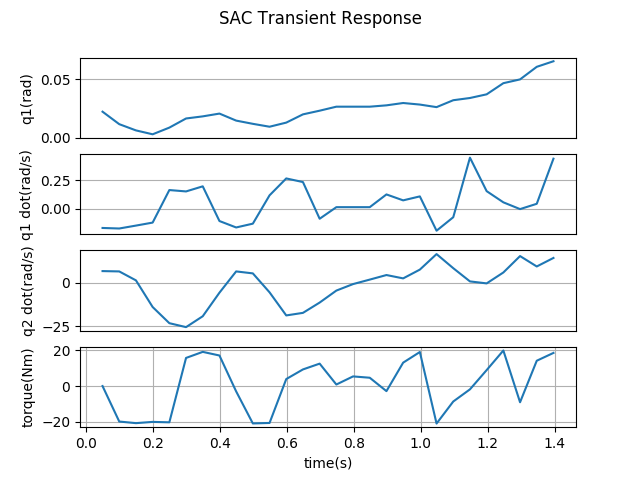 SAC Transient Response
q1(rad)
0.05
0.00
q1 dot(rad/s)
0.25
0.00
q2 dot(rad/s)
0
−25
torque(Nm)
20
0
−20
0.0 0.2 0.4 0.6 0.8 1.0 1.2 1.4
time(s)